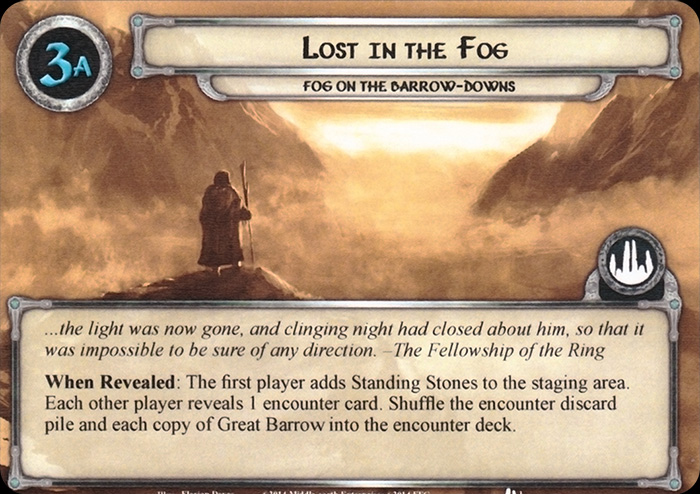 3A
Lost in the Fog
Fog on the Barrow-Downs
...the light was now gone, and clinging night had closed about him, so that it
was impossible to be sure of any direction. –The Fellowship of the Ring
When Revealed: The first player adds Standing Stones to the staging area.
Each other player reveals 1 encounter card. Shuffle the encounter discard
pile and each copy of Great Barrow into the encounter deck.